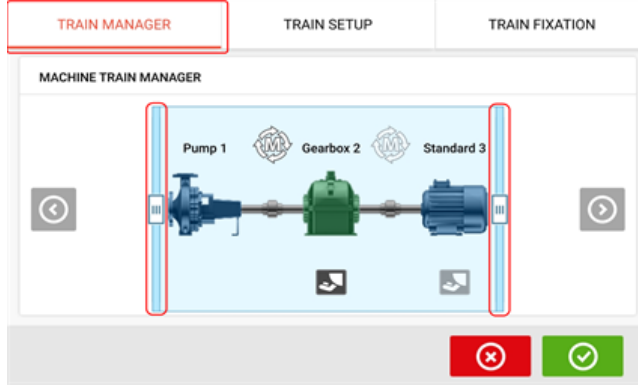 TRAIN MANAGER
TRAIN SETUP
TRAIN FIXATION
MACHINE TRAIN MANAGER
Pump 1
M
Gearbox 2
M
Standard 3